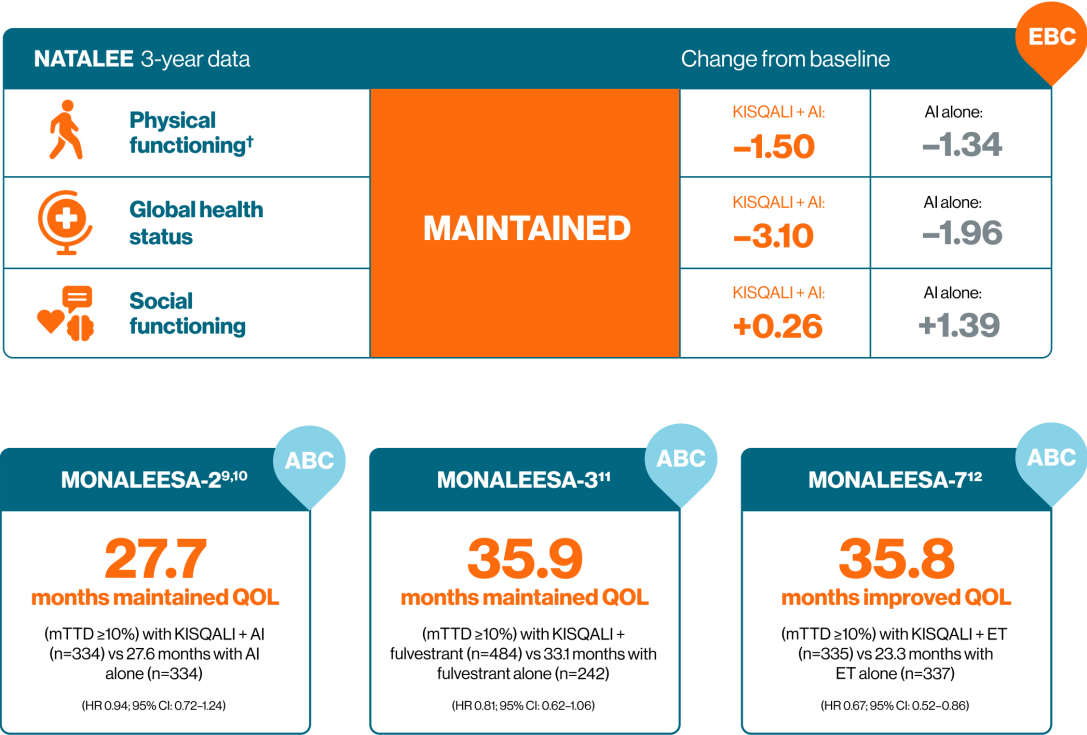 EBC
NATALEE 3-year data
Change from baseline
Physical
functioning†
MAINTAINED
KISQALI + AI:
–1.50
AI alone:
–1.34
Global health
status
KISQALI + AI:
–3.10
AI alone:
–1.96
Social
functioning
KISQALI + AI:
+0.26
AI alone:
+1.39
ABC
MONALEESA-2⁹,¹⁰
27.7
months maintained QOL
(mTTD ≥10%) with KISQALI + AI
(n=334) vs 27.6 months with AI
alone (n=334)
(HR 0.94; 95% CI: 0.72–1.24)
ABC
MONALEESA-3¹¹
35.9
months maintained QOL
(mTTD ≥10%) with KISQALI +
fulvestrant (n=484) vs 33.1 months with
fulvestrant alone (n=242)
(HR 0.81; 95% CI: 0.62–1.06)
ABC
MONALEESA-7¹²
35.8
months improved QOL
(mTTD ≥10%) with KISQALI + ET
(n=335) vs 23.3 months with
ET alone (n=337)
(HR 0.67; 95% CI: 0.52–0.86)